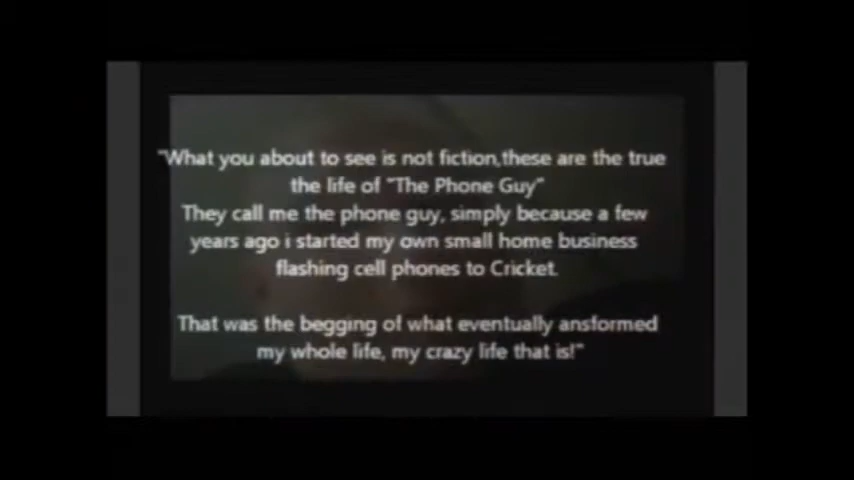 "What you about to see is not fiction,these are the true
the life of "The Phone Guy"
They call me the phone guy, simply because a few
years ago i started my own small home business
flashing cell phones to Cricket.
That was the begging of what eventually ansformed
my whole life, my crazy life that is!"